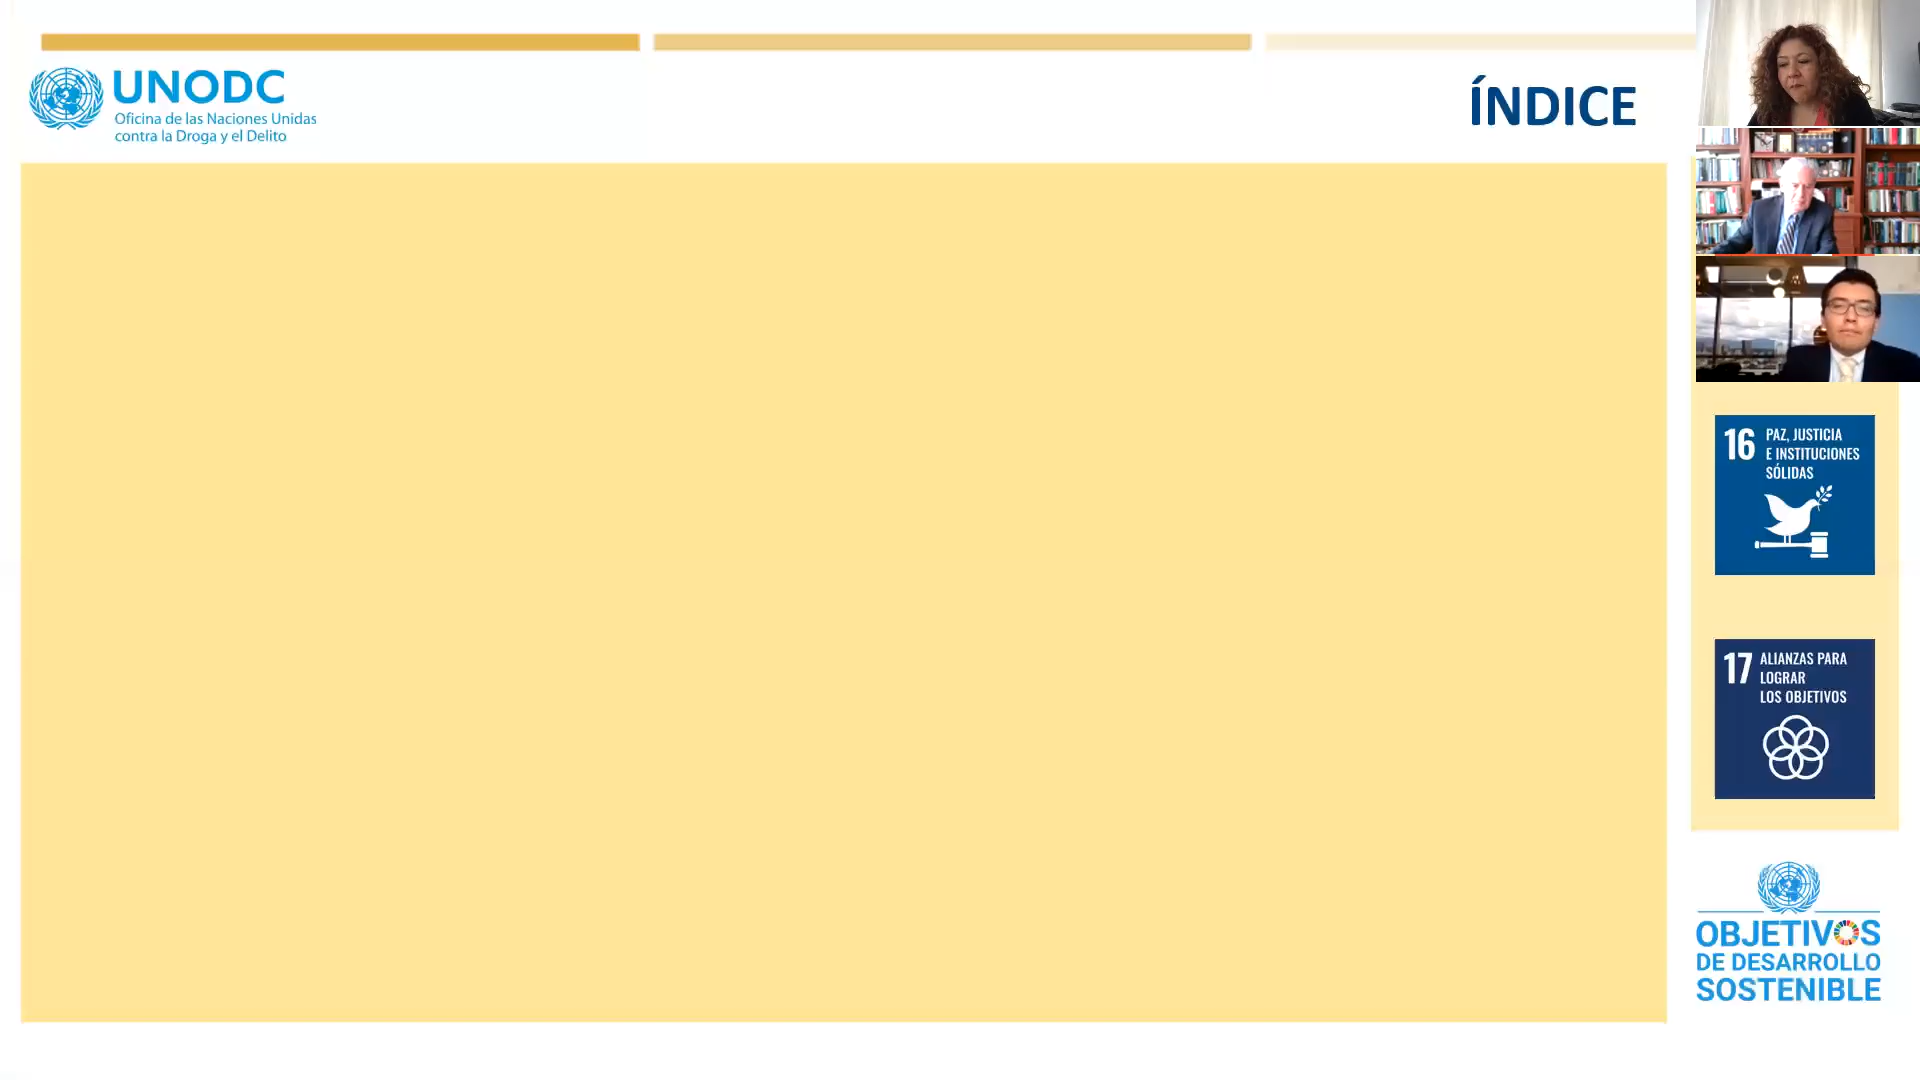 UNODC
Oficina de las Naciones Unidas
contra la Droga y el Delito
ÍNDICE
16 PAZ, JUSTICIA
E INSTITUCIONES
SÓLIDAS
17 ALIANZAS PARA
LOGRAR
LOS OBJETIVOS
OBJETIVOS
DE DESARROLLO
SOSTENIBLE